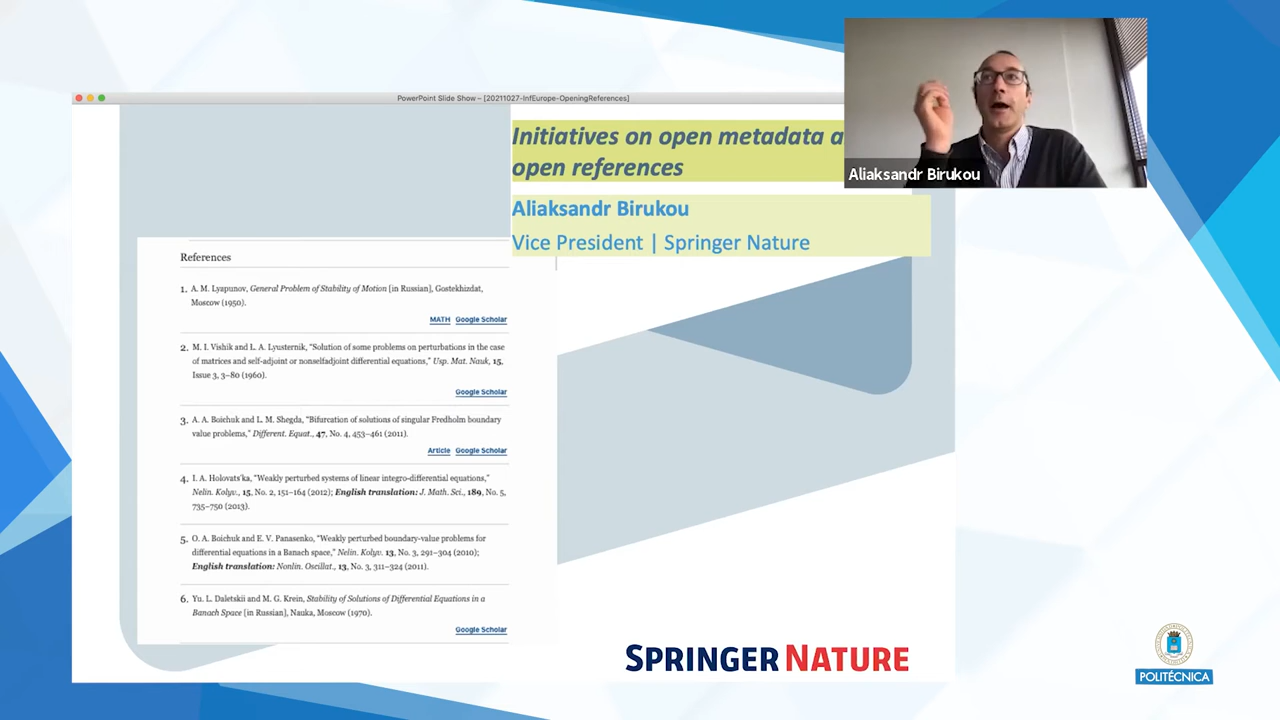 PowerPoint Slide Show – [20211027-InfEurope-OpeningReferences]
Initiatives on open metadata a
open references
Aliaksandr Birukou
Vice President | Springer Nature
Aliaksandr Birukou
References
1. A. M. Lyapunov, General Problem of Stability of Motion [in Russian], Gostekhizdat,
Moscow (1950).
MATH Google Scholar
2. M. I. Vishik and L. A. Lyusternik, “Solution of some problems on perturbations in the case
of matrices and self-adjoint or nonselfadjoint differential equations,” Usp. Mat. Nauk, 15,
Issue 3, 3–80 (1960).
Google Scholar
3. A. A. Boichuk and L. M. Shegda, “Bifurcation of solutions of singular Fredholm boundary
value problems,” Different. Equat., 47, No. 4, 453–461 (2011).
Article Google Scholar
4. I. A. Holovats’ka, “Weakly perturbed systems of linear integro-differential equations,”
Nelin. Kolyv., 15, No. 2, 151–164 (2012); English translation: J. Math. Sci., 189, No. 5,
735–750 (2013).
5. O. A. Boichuk and E. V. Panasenko, “Weakly perturbed boundary-value problems for
differential equations in a Banach space,” Nelin. Kolyv. 13, No. 3, 291–304 (2010);
English translation: Nonlin. Oscillat., 13, No. 3, 311–324 (2011).
6. Yu. L. Daletskii and M. G. Krein, Stability of Solutions of Differential Equations in a
Banach Space [in Russian], Nauka, Moscow (1970).
Google Scholar
SPRINGER NATURE
POLITÉCNICA